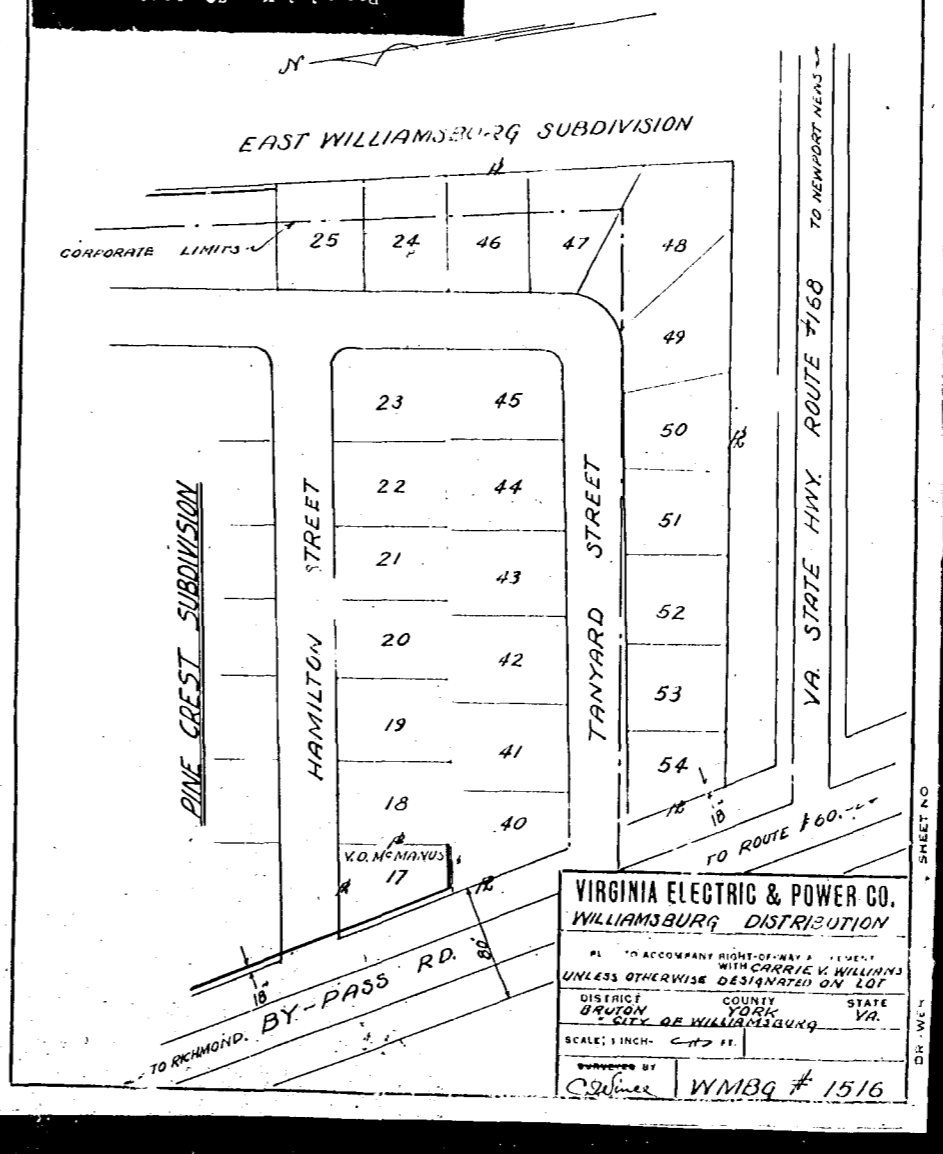 N
EAST WILLIAMSBURG SUBDIVISION
CORPORATE LIMITS
25
24
46
47
48
49
23
45
50
22
44
51
21
43
52
20
42
53
19
41
54
18
40
V.O. McMANUS
17
PINE CREST SUBDIVISION
HAMILTON STREET
TANYARD STREET
VA. STATE HWY. ROUTE #168 TO NEWPORT NEWS
18'
18'
80'
TO RICHMOND. BY-PASS RD.
TO ROUTE #60.
VIRGINIA ELECTRIC & POWER CO.
WILLIAMSBURG DISTRIBUTION
TO ACCOMPANY RIGHT-OF-WAY
WITH CARRIE V. WILLIAMS
UNLESS OTHERWISE DESIGNATED ON LOT
DISTRICT COUNTY STATE
BRUTON YORK VA.
CITY OF WILLIAMSBURG
SCALE; 1 INCH- FT.
SURVEYED BY
WMBG # 1516
SHEET NO